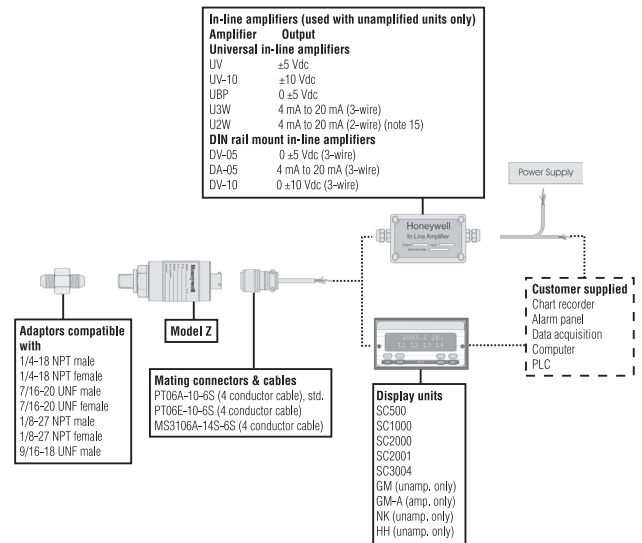 In-line amplifiers (used with unamplified units only)
Amplifier Output
Universal in-line amplifiers
UV ±5 Vdc
UV-10 ±10 Vdc
UBP 0 ±5 Vdc
U3W 4 mA to 20 mA (3-wire)
U2W 4 mA to 20 mA (2-wire) (note 15)
DIN rail mount in-line amplifiers
DV-05 0 ±5 Vdc (3-wire)
DA-05 4 mA to 20 mA (3-wire)
DV-10 0 ±10 Vdc (3-wire)
Power Supply
Honeywell
In-Line Amplifier
Honeywell
Adaptors compatible
with
1/4-18 NPT male
1/4-18 NPT female
7/16-20 UNF male
7/16-20 UNF female
1/8-27 NPT male
1/8-27 NPT female
9/16-18 UNF male
Model Z
Mating connectors & cables
PT06A-10-6S (4 conductor cable), std.
PT06E-10-6S (4 conductor cable)
MS3106A-14S-6S (4 conductor cable)
2003.1 lb.
L1 L2 L3 L4
Customer supplied
Chart recorder
Alarm panel
Data acquisition
Computer
PLC
Display units
SC500
SC1000
SC2000
SC2001
SC3004
GM (unamp. only)
GM-A (amp. only)
NK (unamp. only)
HH (unamp. only)